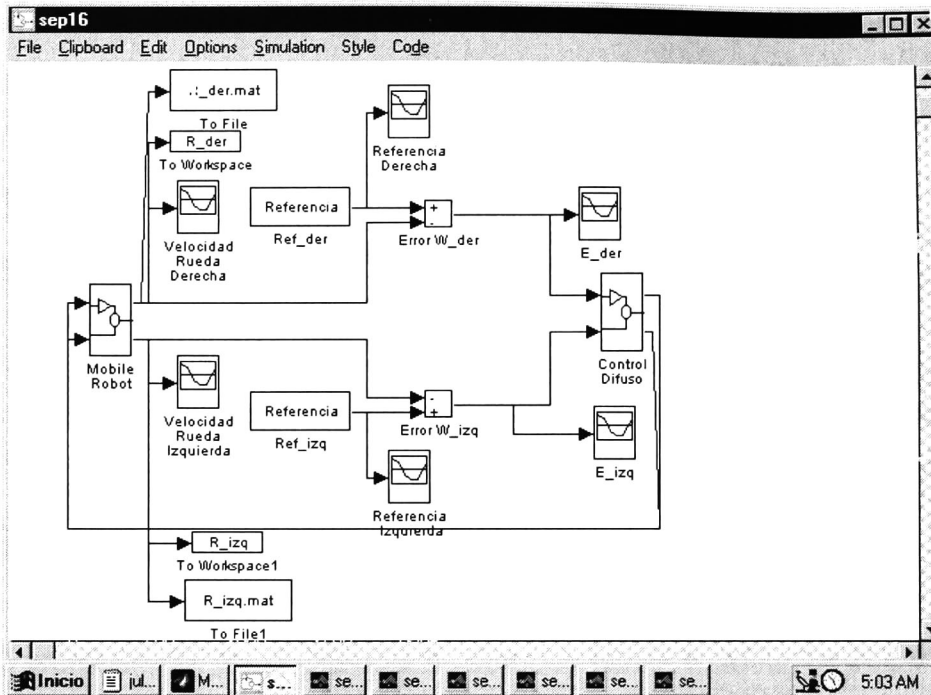 sep16
File Clipboard Edit Options Simulation Style Code
_der.mat
To File
R_der
To Workspace
Velocidad
Rueda
Derecha
Referencia
Derecha
Referencia
Ref_der
+
-
Error W_der
E_der
Mobile
Robot
Control
Difuso
Velocidad
Rueda
Izquierda
Referencia
Ref_izq
-
+
Error W_izq
E_izq
Referencia
Izquierda
R_izq
To Workspace1
R_izq.mat
To File1
Inicio jul... M... s... se... se... se... se... se... se... 5:03 AM